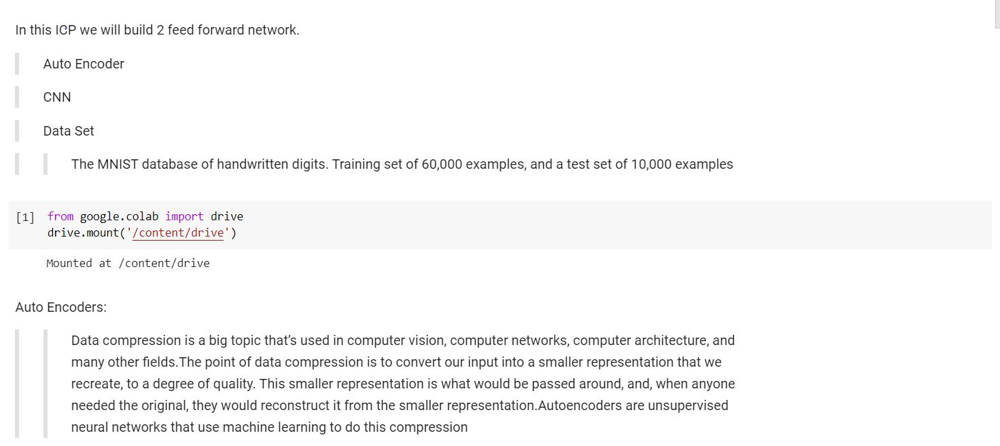 In this ICP we will build 2 feed forward network.
Auto Encoder
CNN
Data Set
The MNIST database of handwritten digits. Training set of 60,000 examples, and a test set of 10,000 examples
[1] from google.colab import drive
drive.mount('/content/drive')
Mounted at /content/drive
Auto Encoders:
Data compression is a big topic that’s used in computer vision, computer networks, computer architecture, and
many other fields.The point of data compression is to convert our input into a smaller representation that we
recreate, to a degree of quality. This smaller representation is what would be passed around, and, when anyone
needed the original, they would reconstruct it from the smaller representation.Autoencoders are unsupervised
neural networks that use machine learning to do this compression